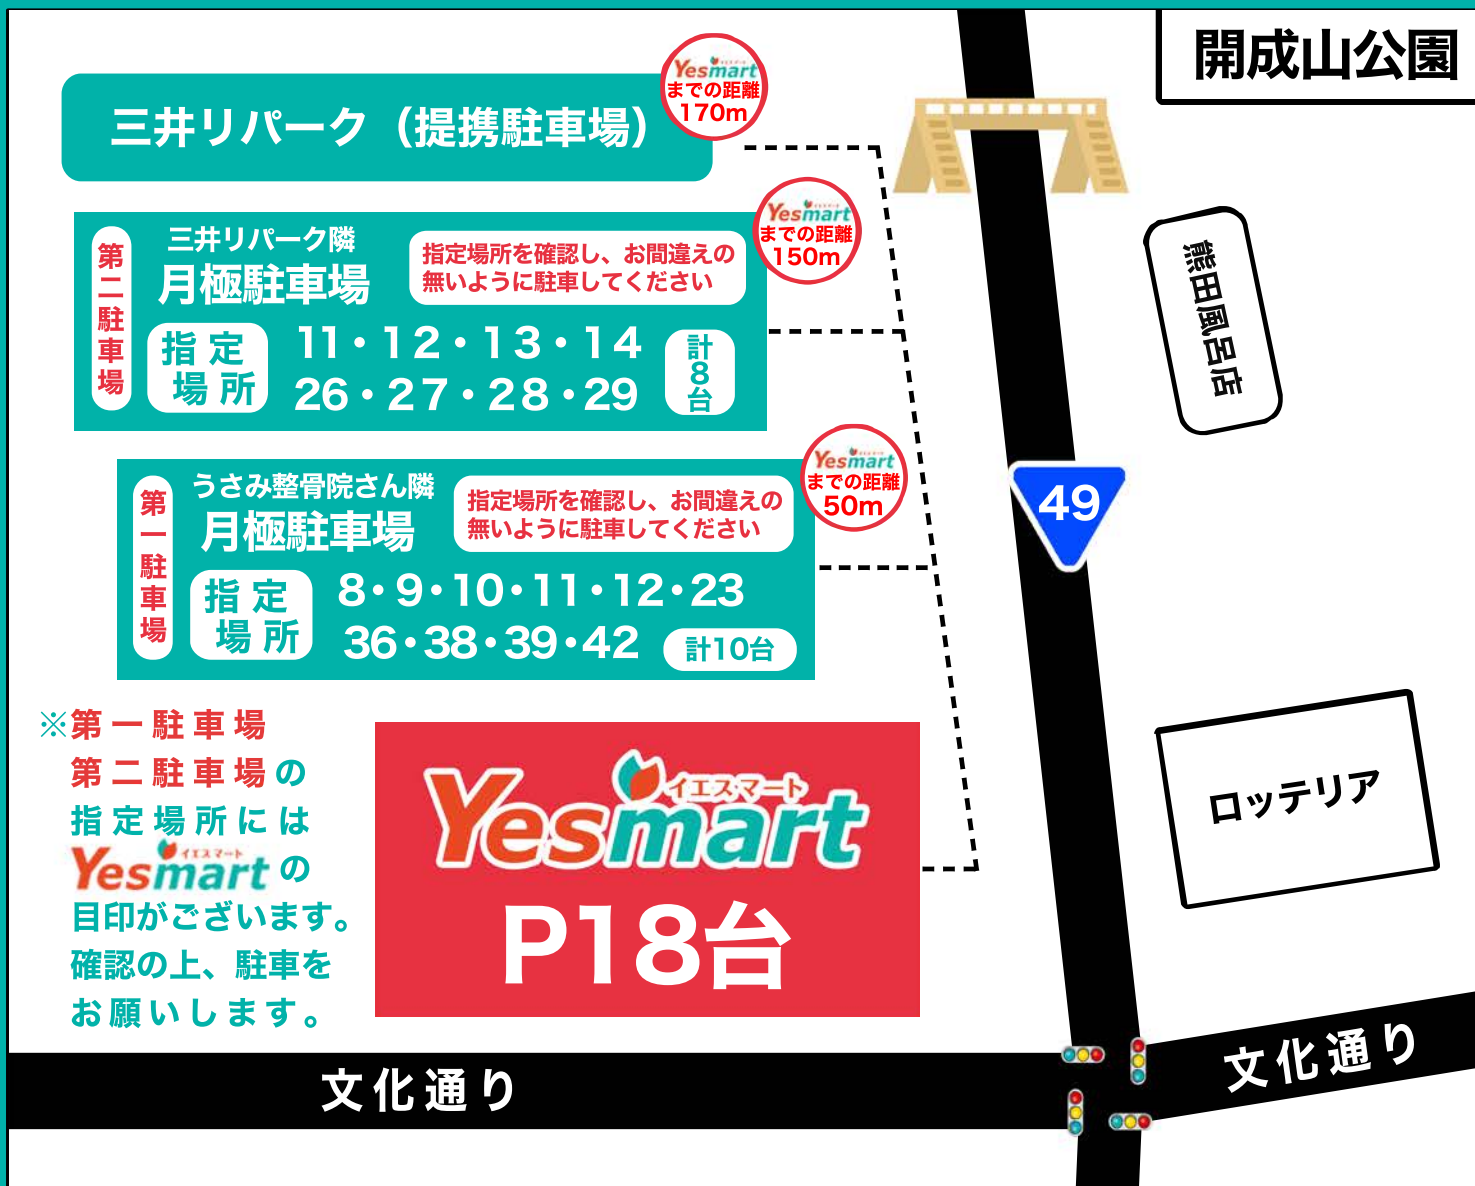 開成山公園
三井リパーク（提携駐車場）
Yesmart
までの距離
170m
第二駐車場
三井リパーク隣
月極駐車場
指定場所を確認し、お間違えの
無いように駐車してください
Yesmart
までの距離
150m
指定
場所
11・12・13・14
26・27・28・29
計8台
熊田風呂店
第一駐車場
うさみ整骨院さん隣
月極駐車場
指定場所を確認し、お間違えの
無いように駐車してください
Yesmart
までの距離
50m
指定
場所
8・9・10・11・12・23
36・38・39・42
計10台
49
※第一駐車場
第二駐車場の
指定場所には
イエスマート
Yesmartの
目印がございます。
確認の上、駐車を
お願いします。
イエスマート
Yesmart
P18台
ロッテリア
文化通り
文化通り